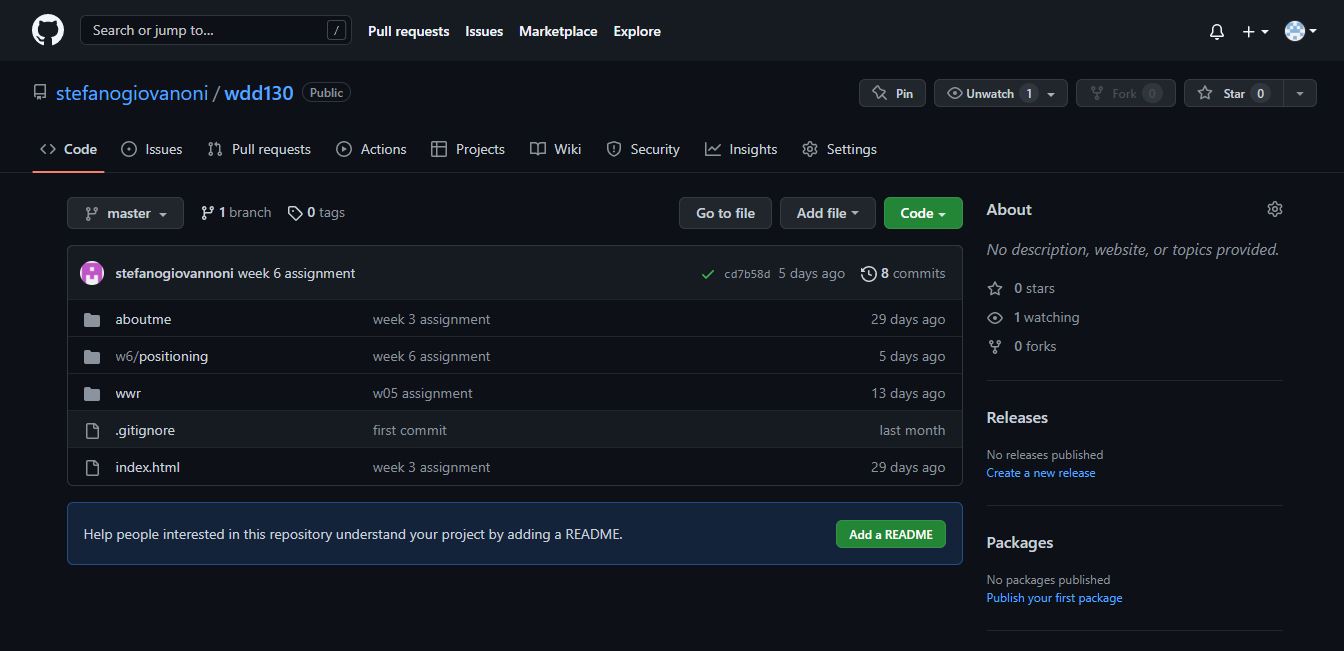 Search or jump to... / Pull requests Issues Marketplace Explore
stefanogiovanoni / wdd130 Public Pin Unwatch 1 Fork 0 Star 0
Code Issues Pull requests Actions Projects Wiki Security Insights Settings
master 1 branch 0 tags Go to file Add file Code
stefanogiovannoni week 6 assignment cd7b58d 5 days ago 8 commits
aboutme week 3 assignment 29 days ago
w6/positioning week 6 assignment 5 days ago
wwr w05 assignment 13 days ago
.gitignore first commit last month
index.html week 3 assignment 29 days ago
Help people interested in this repository understand your project by adding a README. Add a README
About
No description, website, or topics provided.
0 stars
1 watching
0 forks
Releases
No releases published
Create a new release
Packages
No packages published
Publish your first package